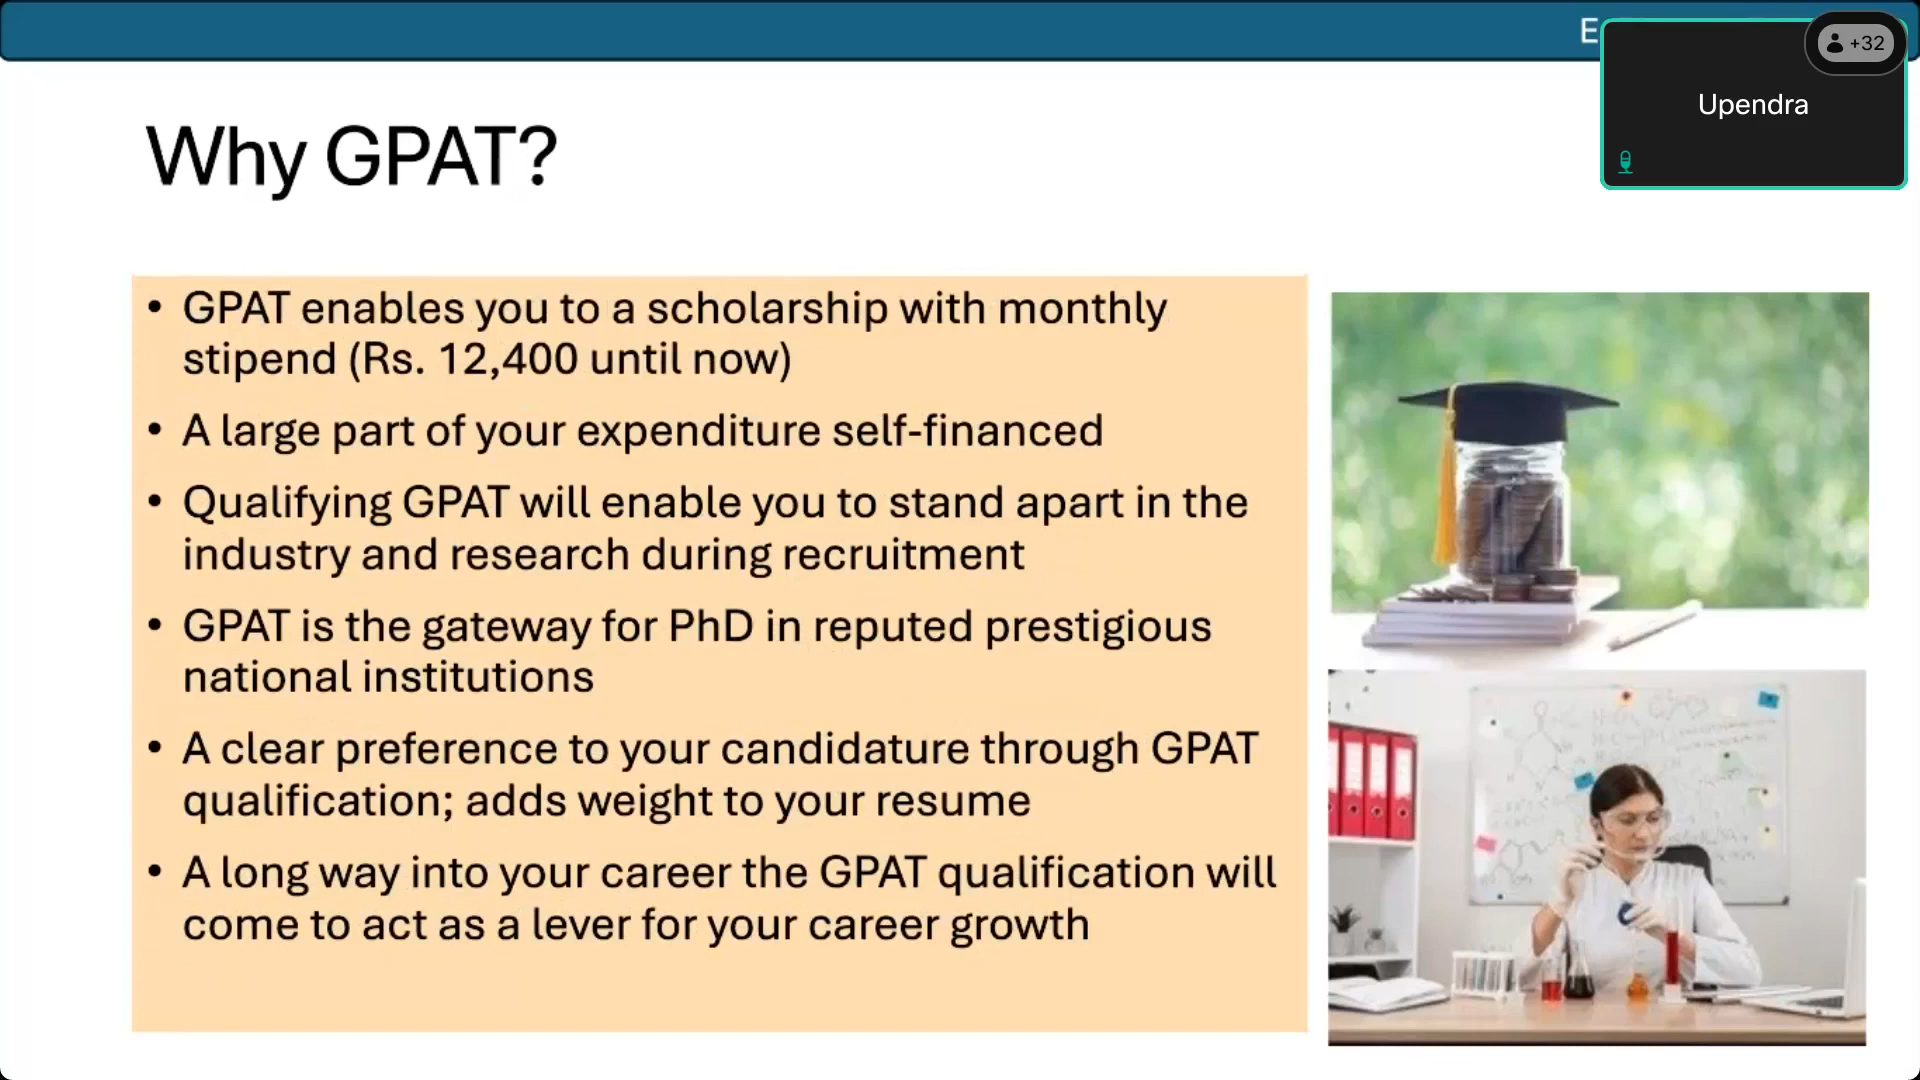 E
+32
Upendra
Why GPAT?
• GPAT enables you to a scholarship with monthly
stipend (Rs. 12,400 until now)
• A large part of your expenditure self-financed
• Qualifying GPAT will enable you to stand apart in the
industry and research during recruitment
• GPAT is the gateway for PhD in reputed prestigious
national institutions
• A clear preference to your candidature through GPAT
qualification; adds weight to your resume
• A long way into your career the GPAT qualification will
come to act as a lever for your career growth